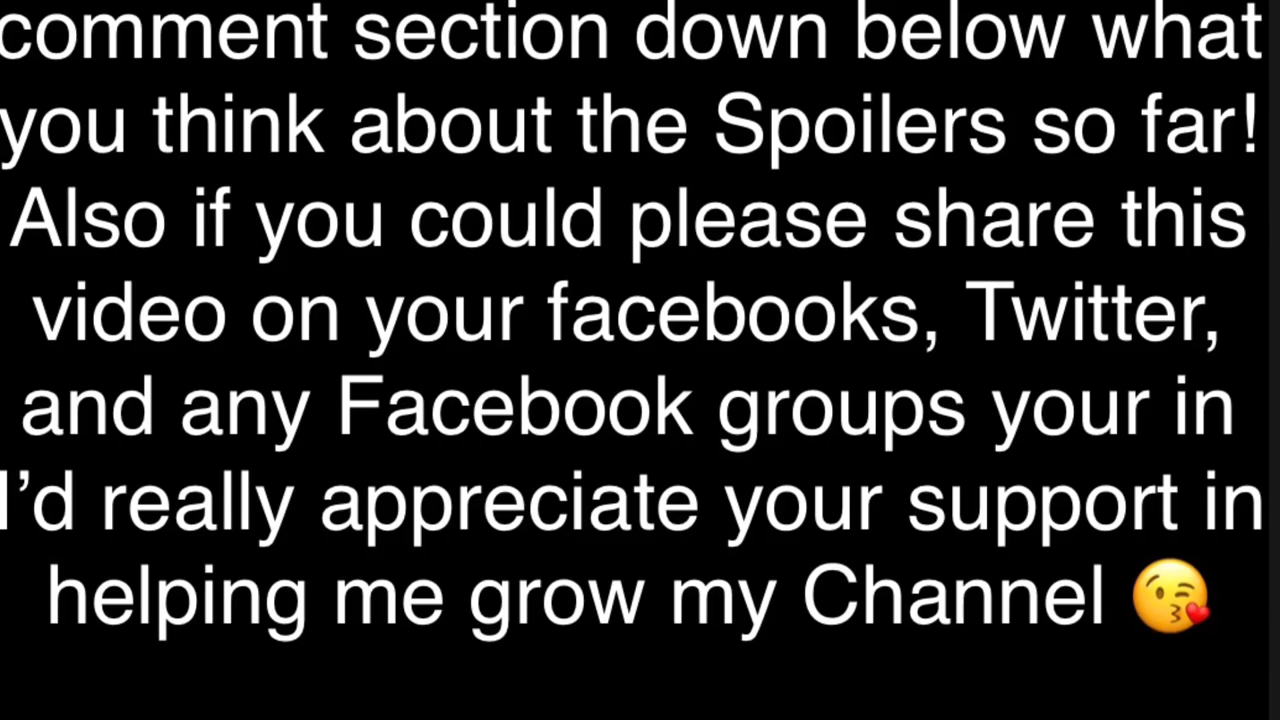 comment section down below what
you think about the Spoilers so far!
Also if you could please share this
video on your facebooks, Twitter,
and any Facebook groups your in
I’d really appreciate your support in
helping me grow my Channel 😘